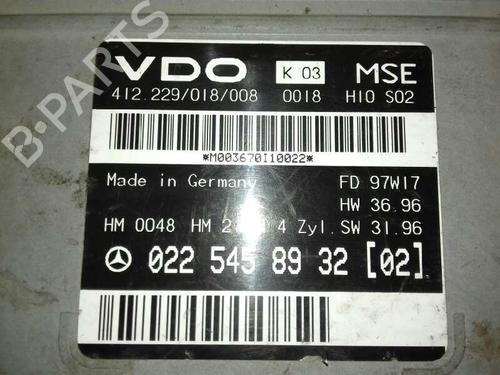 VDO K 03 MSE
412.229/018/008 0018 H10 S02
*M003670I10022*
Made in Germany FD 97W17
HW 36.96
HM 0048 HM 4 Zyl. SW 31.96
022 545 89 32 [02]
B-PARTS